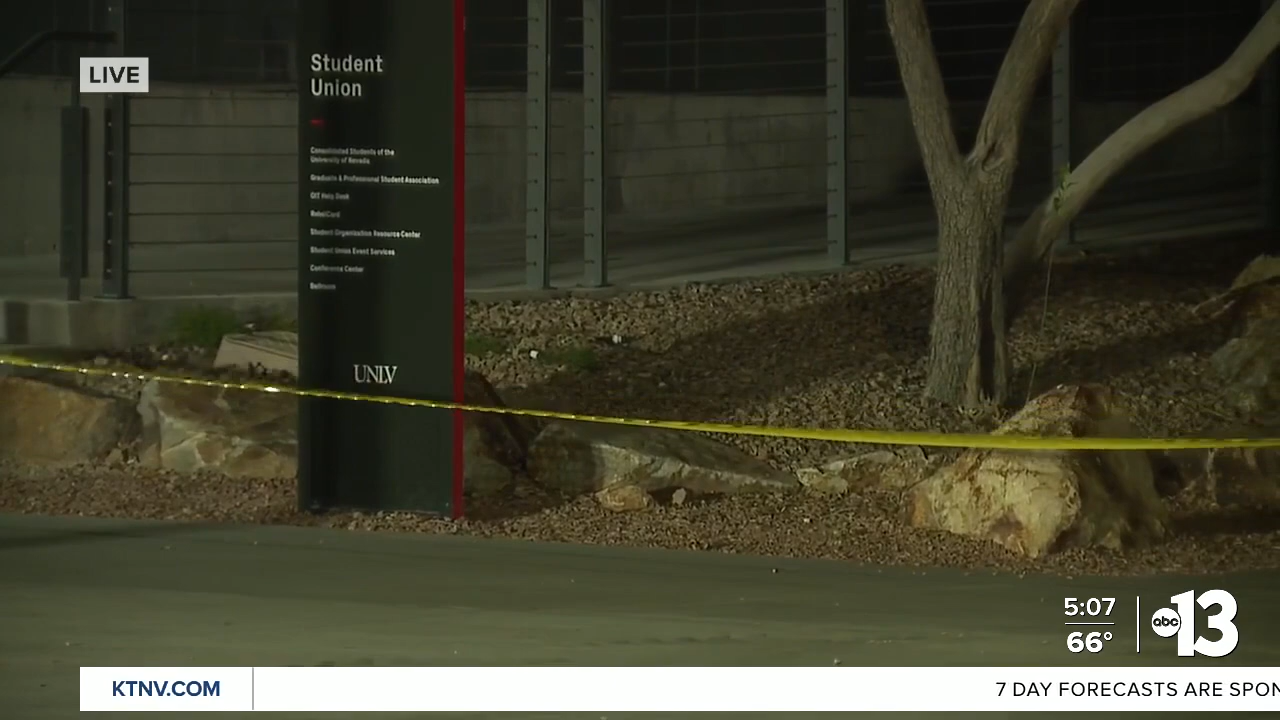 LIVE
Student
Union
Consolidated Students of the
University of Nevada
Graduate & Professional Student Association
OIT Help Desk
RebelCard
Student Organization Resource Center
Student Union Event Services
Conference Center
Ballroom
UNLV
5:07
66°
abc 13
KTNV.COM
7 DAY FORECASTS ARE SPON